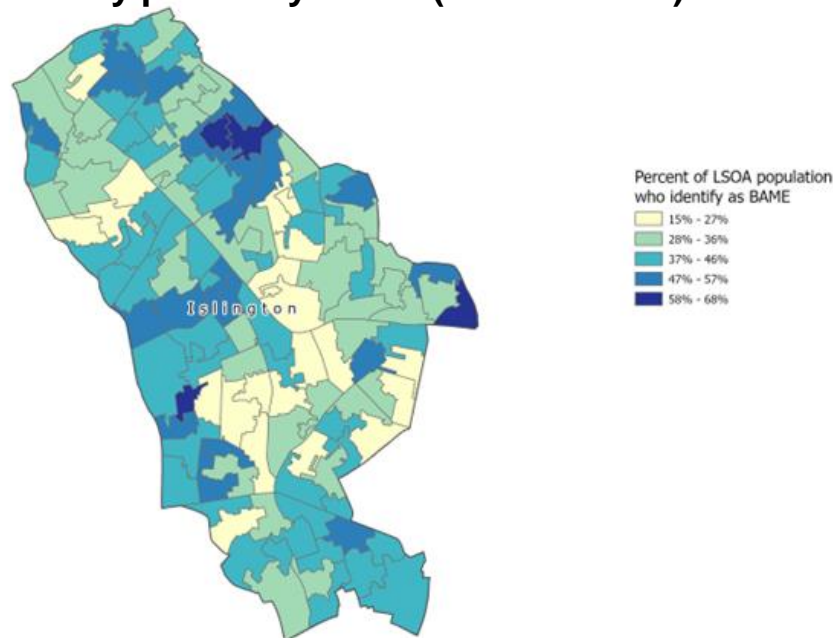 Percent of LSOA population
who identify as BAME
15% - 27%
28% - 36%
37% - 46%
47% - 57%
58% - 68%
Islington